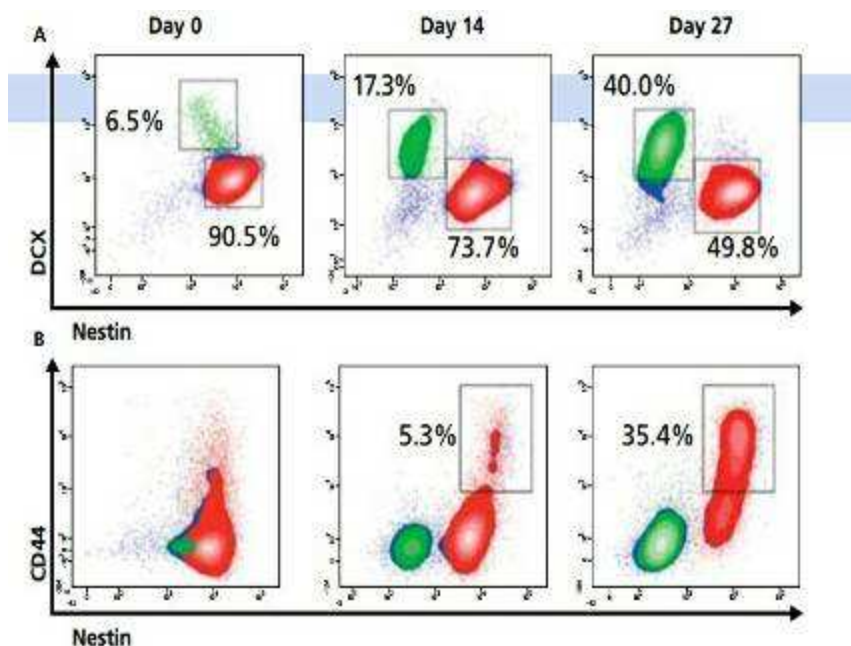 Day 0 Day 14 Day 27
A
6.5%
90.5%
17.3%
73.7%
40.0%
49.8%
DCX
Nestin
B
5.3%
35.4%
CD44
Nestin